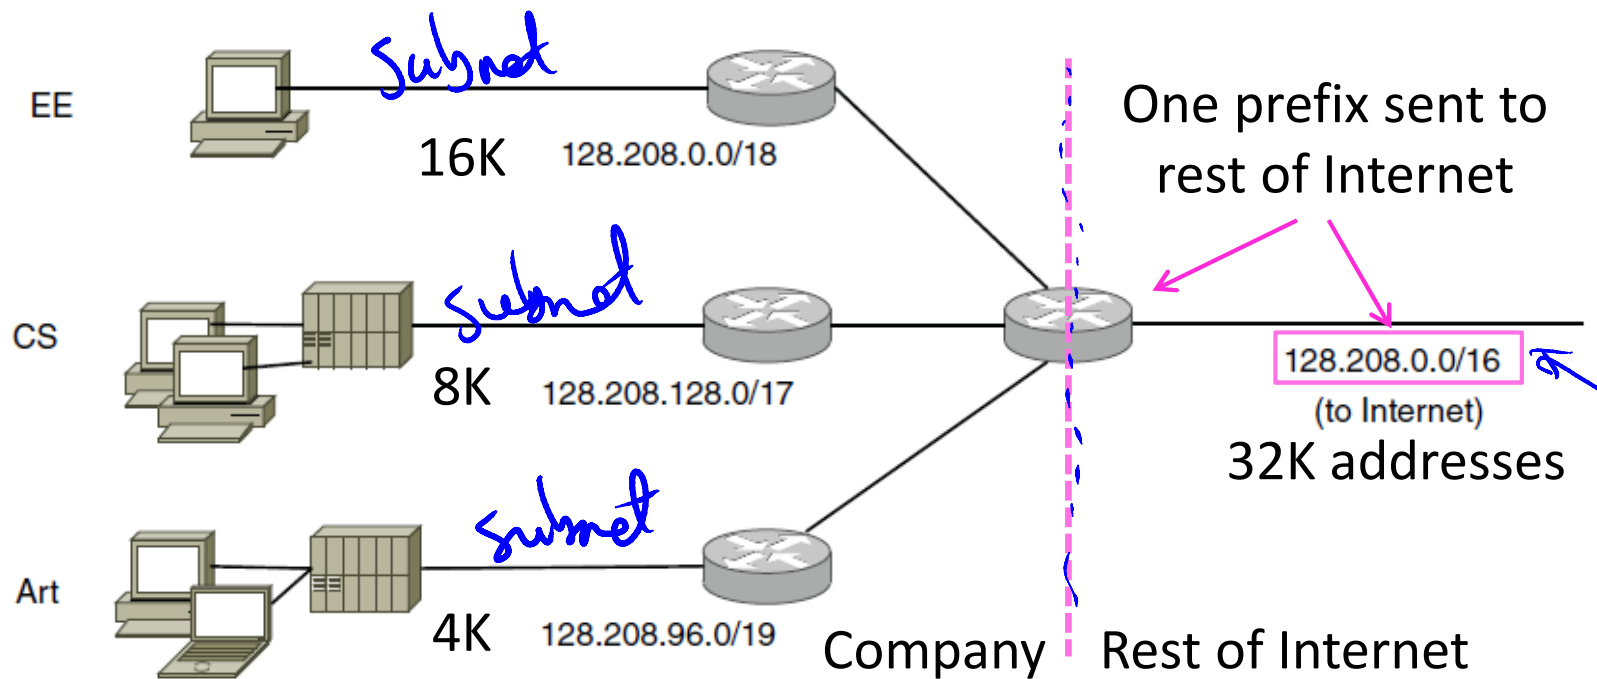 subnet
EE
16K
128.208.0.0/18
One prefix sent to
rest of Internet
subnet
CS
8K
128.208.128.0/17
128.208.0.0/16
(to Internet)
32K addresses
subnet
Art
4K
128.208.96.0/19
Company
Rest of Internet